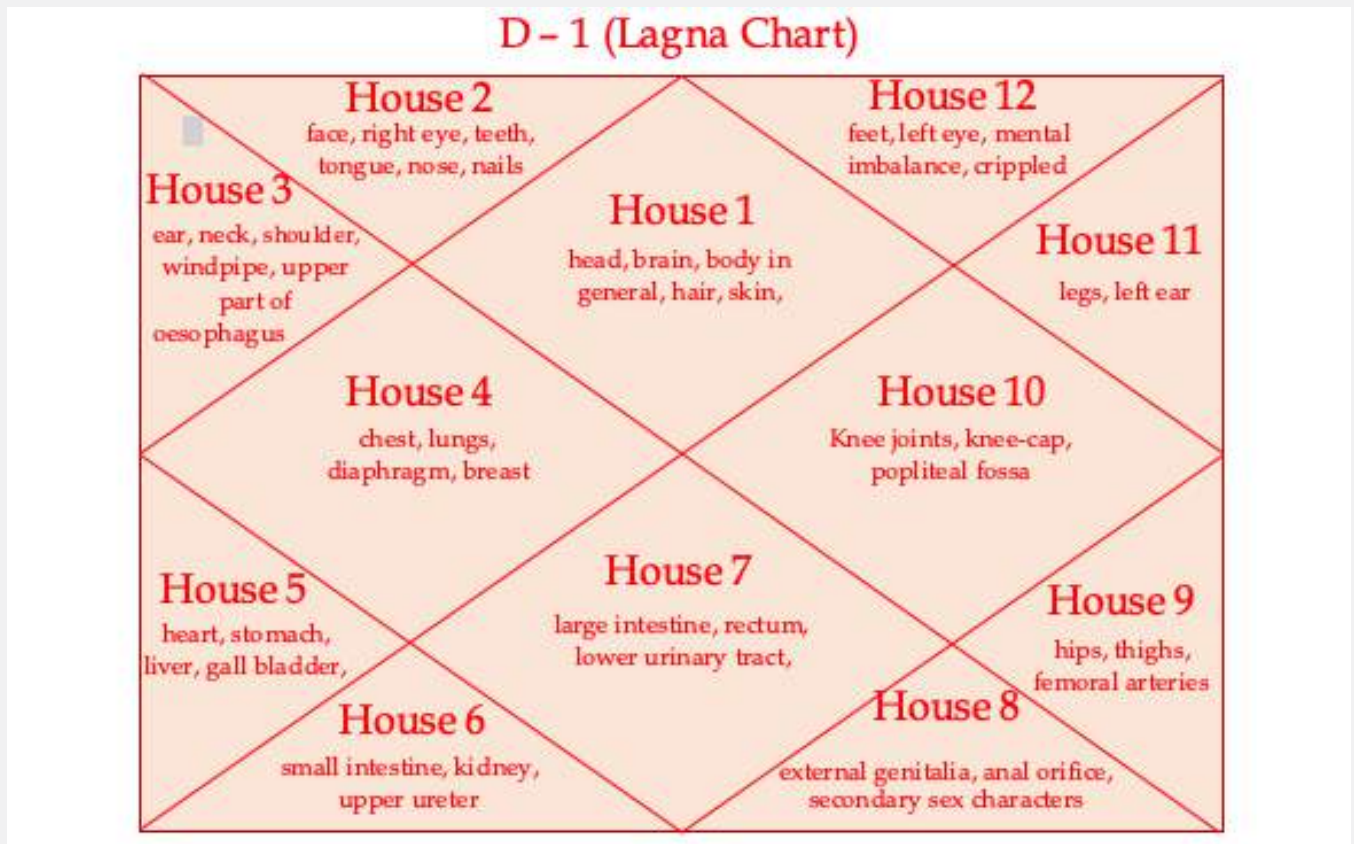 D – 1 (Lagna Chart)
House 2
face, right eye, teeth,
tongue, nose, nails
House 12
feet, left eye, mental
imbalance, crippled
House 3
ear, neck, shoulder,
windpipe, upper
part of
oesophagus
House 1
head, brain, body in
general, hair, skin,
House 11
legs, left ear
House 4
chest, lungs,
diaphragm, breast
House 10
Knee joints, knee-cap,
popliteal fossa
House 5
heart, stomach,
liver, gall bladder,
House 7
large intestine, rectum,
lower urinary tract,
House 9
hips, thighs,
femoral arteries
House 6
small intestine, kidney,
upper ureter
House 8
external genitalia, anal orifice,
secondary sex characters